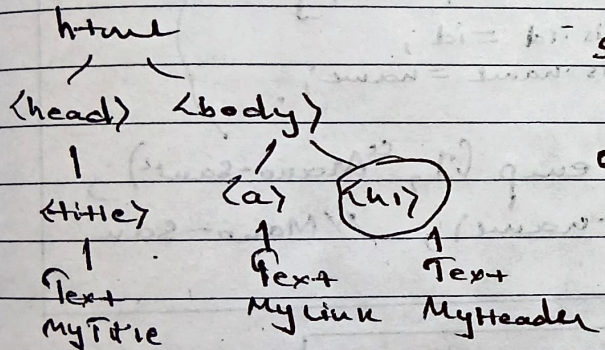 html
<head> <body>
<title> <a> <h1>
Text Text Text
MyTitle MyLink MyHeader